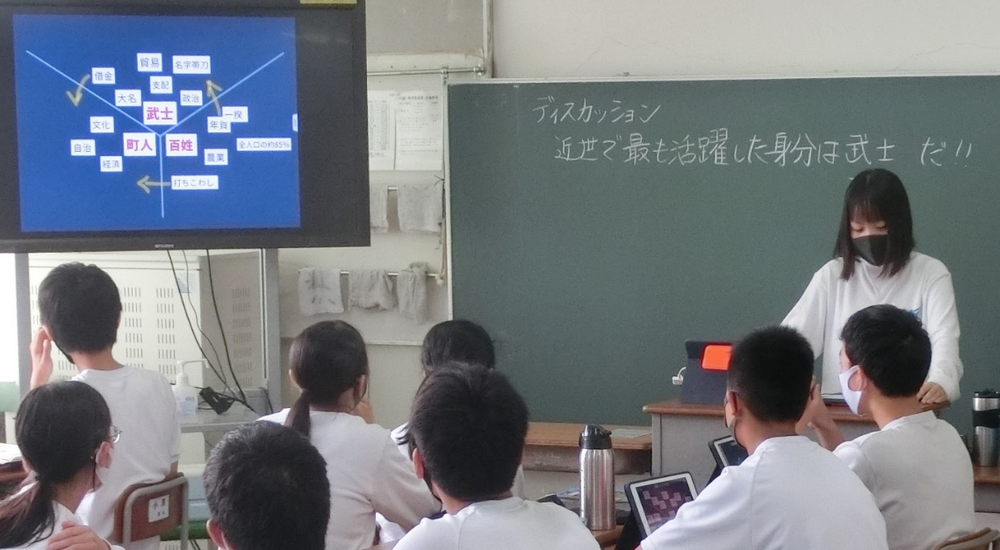 貿易 名字帯刀
借金 支配
大名 政治
武士 一揆
文化 年貢
町人 百姓 全人口の約85%
自治 農業
経済
打ちこわし
ディスカッション
近世で最も活躍した身分は武士 だ!!